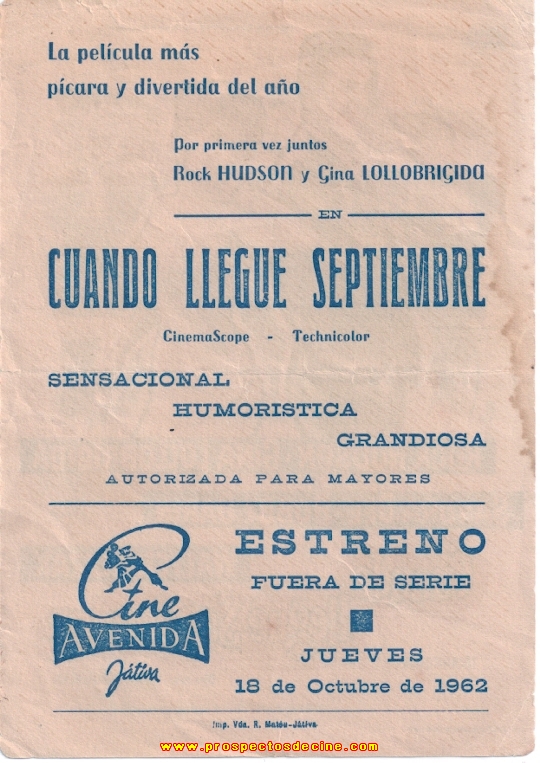 La película más
pícara y divertida del año
Por primera vez juntos
Rock HUDSON y Gina LOLLOBRIGIDA
EN
CUANDO LLEGUE SEPTIEMBRE
CinemaScope - Technicolor
SENSACIONAL
HUMORISTICA
GRANDIOSA
AUTORIZADA PARA MAYORES
ESTRENO
FUERA DE SERIE
Cine
AVENIDA
Játiva
JUEVES
18 de Octubre de 1962
Imp. Vda. R. Matéu-Játiva
www.prospectosdecine.com